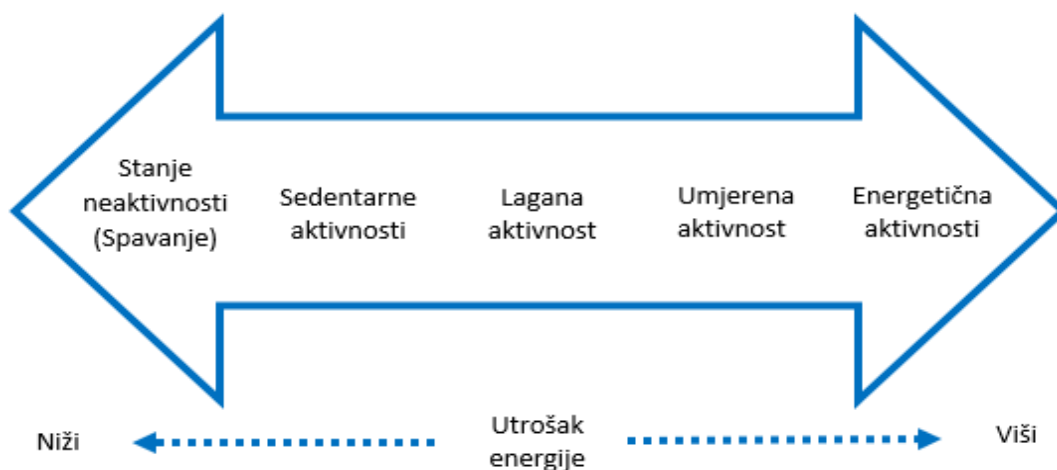 Stanje
neaktivnosti
(Spavanje)
Sedentarne
aktivnosti
Lagana
aktivnost
Umjerena
aktivnost
Energetična
aktivnosti
Niži
Utrošak
energije
Viši